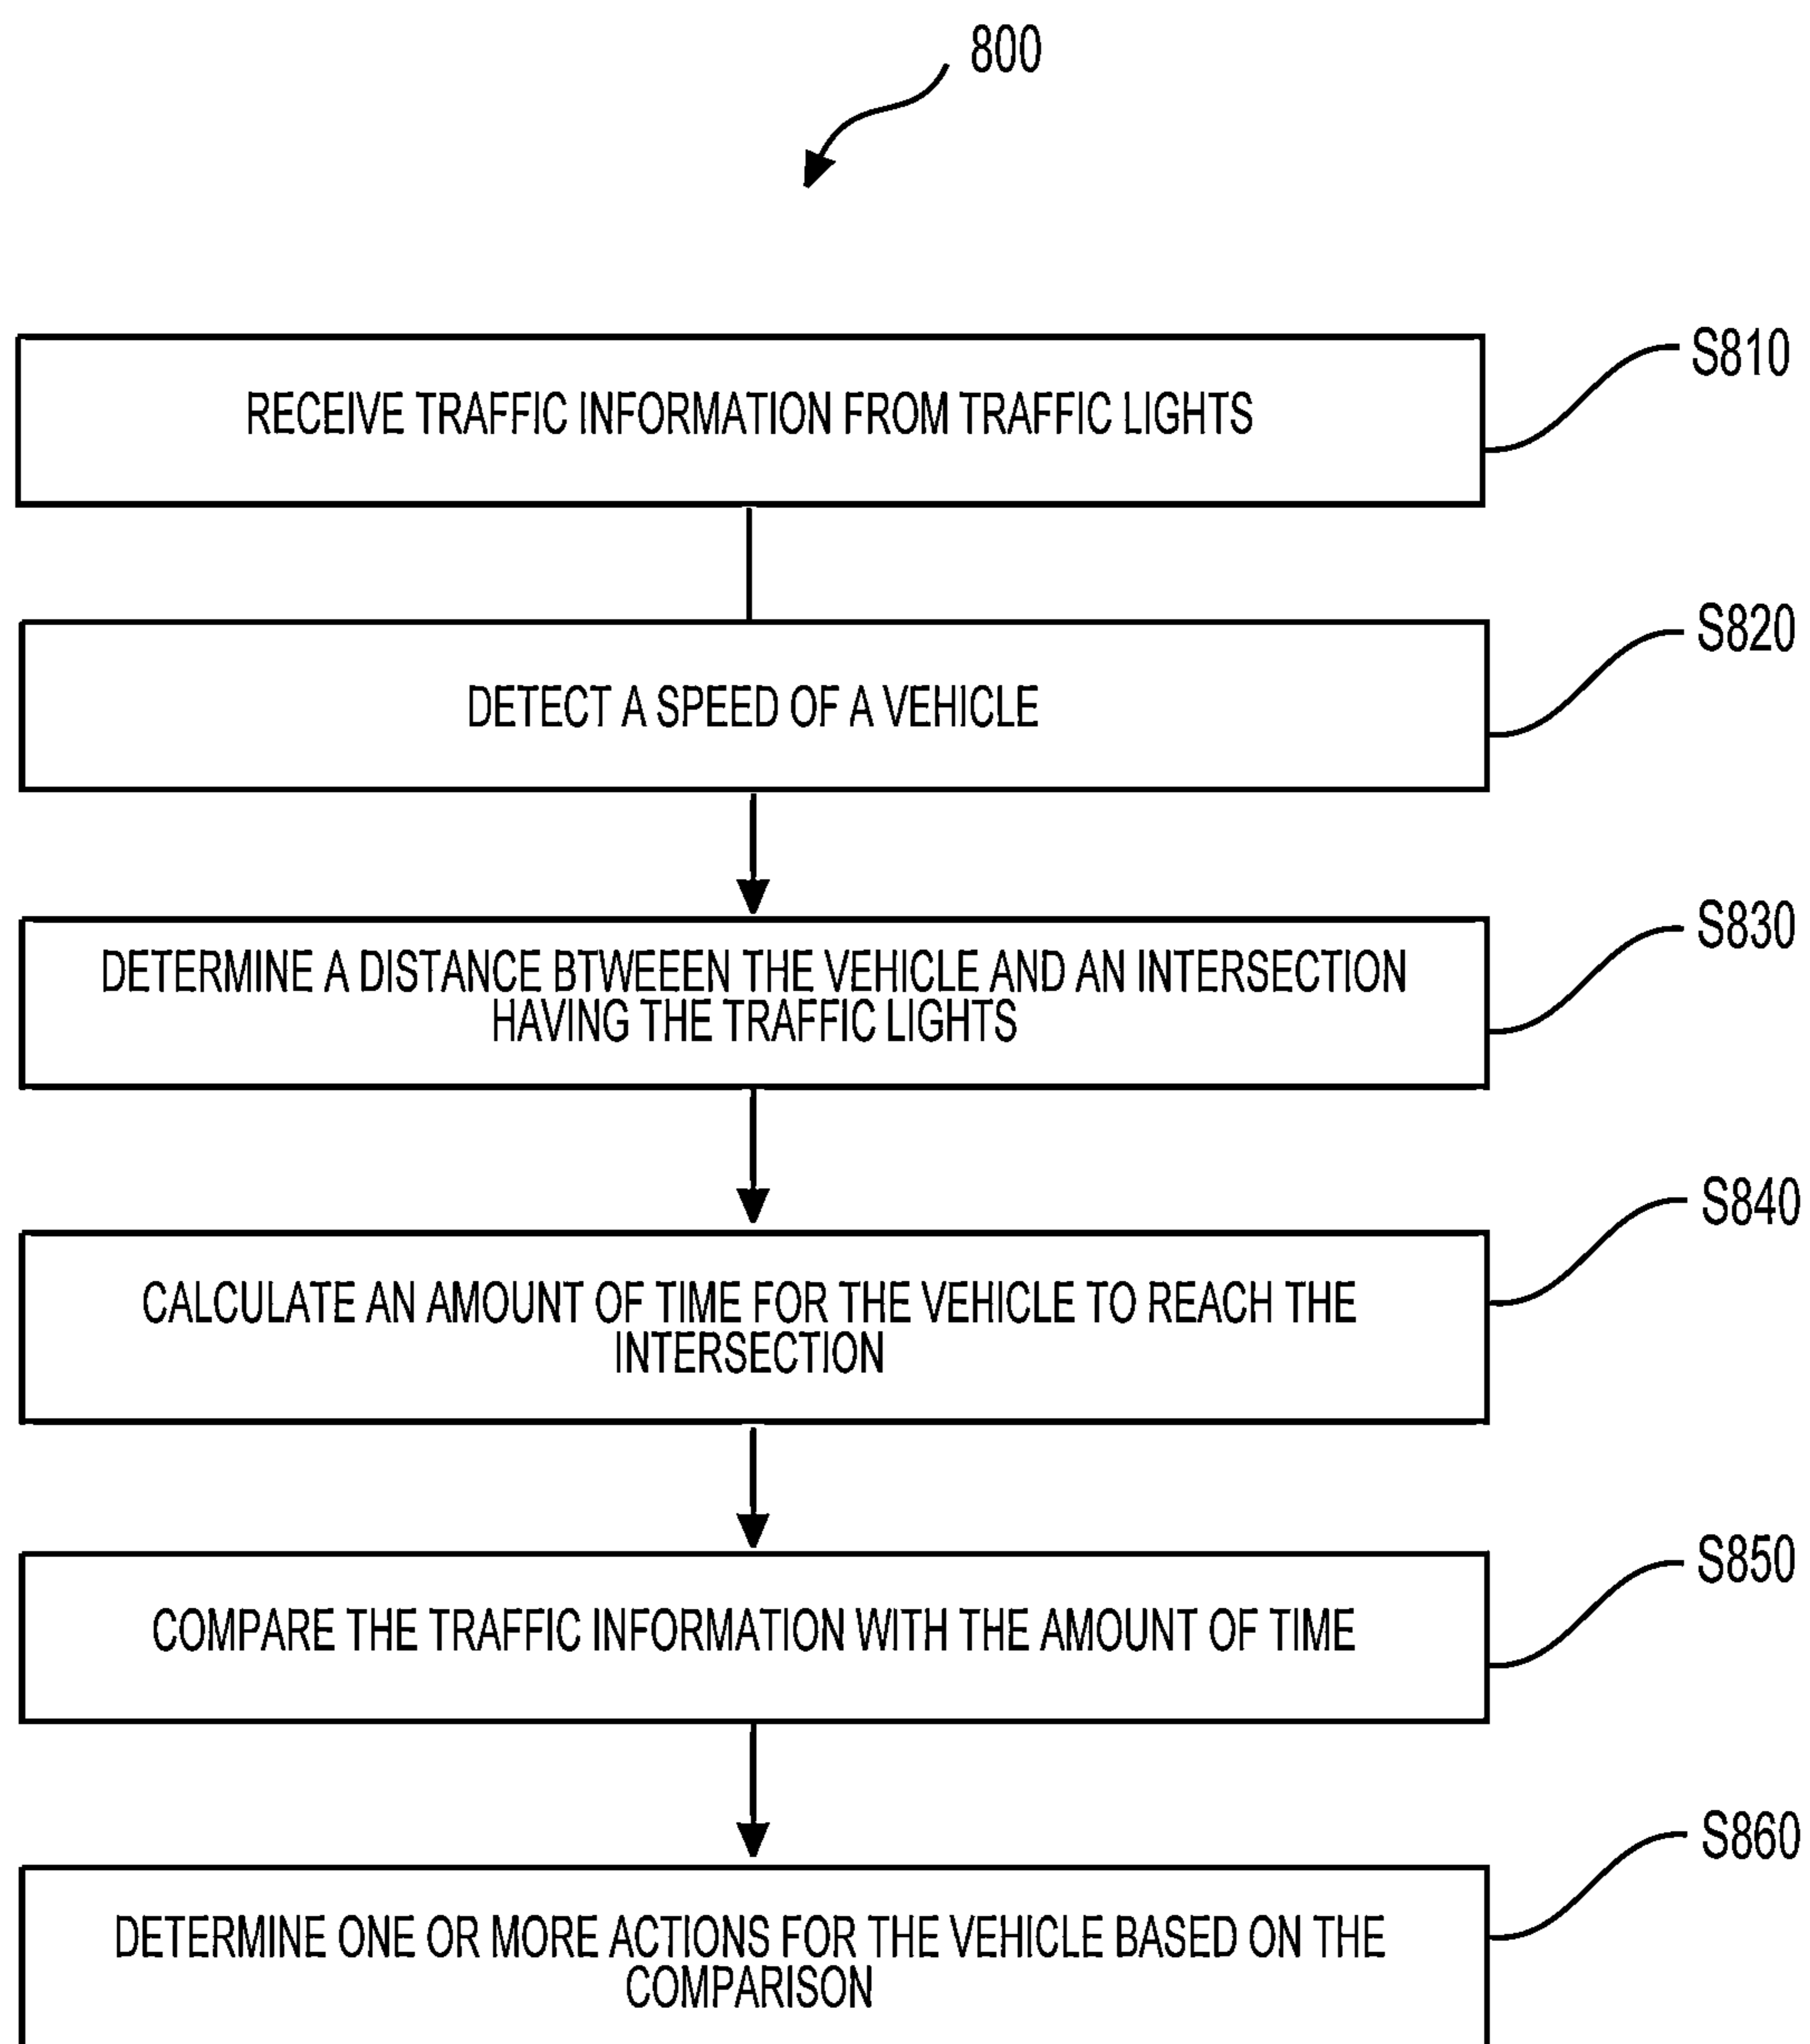 800
RECEIVE TRAFFIC INFORMATION FROM TRAFFIC LIGHTS
S810
DETECT A SPEED OF A VEHICLE
S820
DETERMINE A DISTANCE BTWEEEN THE VEHICLE AND AN INTERSECTION
HAVING THE TRAFFIC LIGHTS
S830
CALCULATE AN AMOUNT OF TIME FOR THE VEHICLE TO REACH THE
INTERSECTION
S840
COMPARE THE TRAFFIC INFORMATION WITH THE AMOUNT OF TIME
S850
DETERMINE ONE OR MORE ACTIONS FOR THE VEHICLE BASED ON THE
COMPARISON
S860